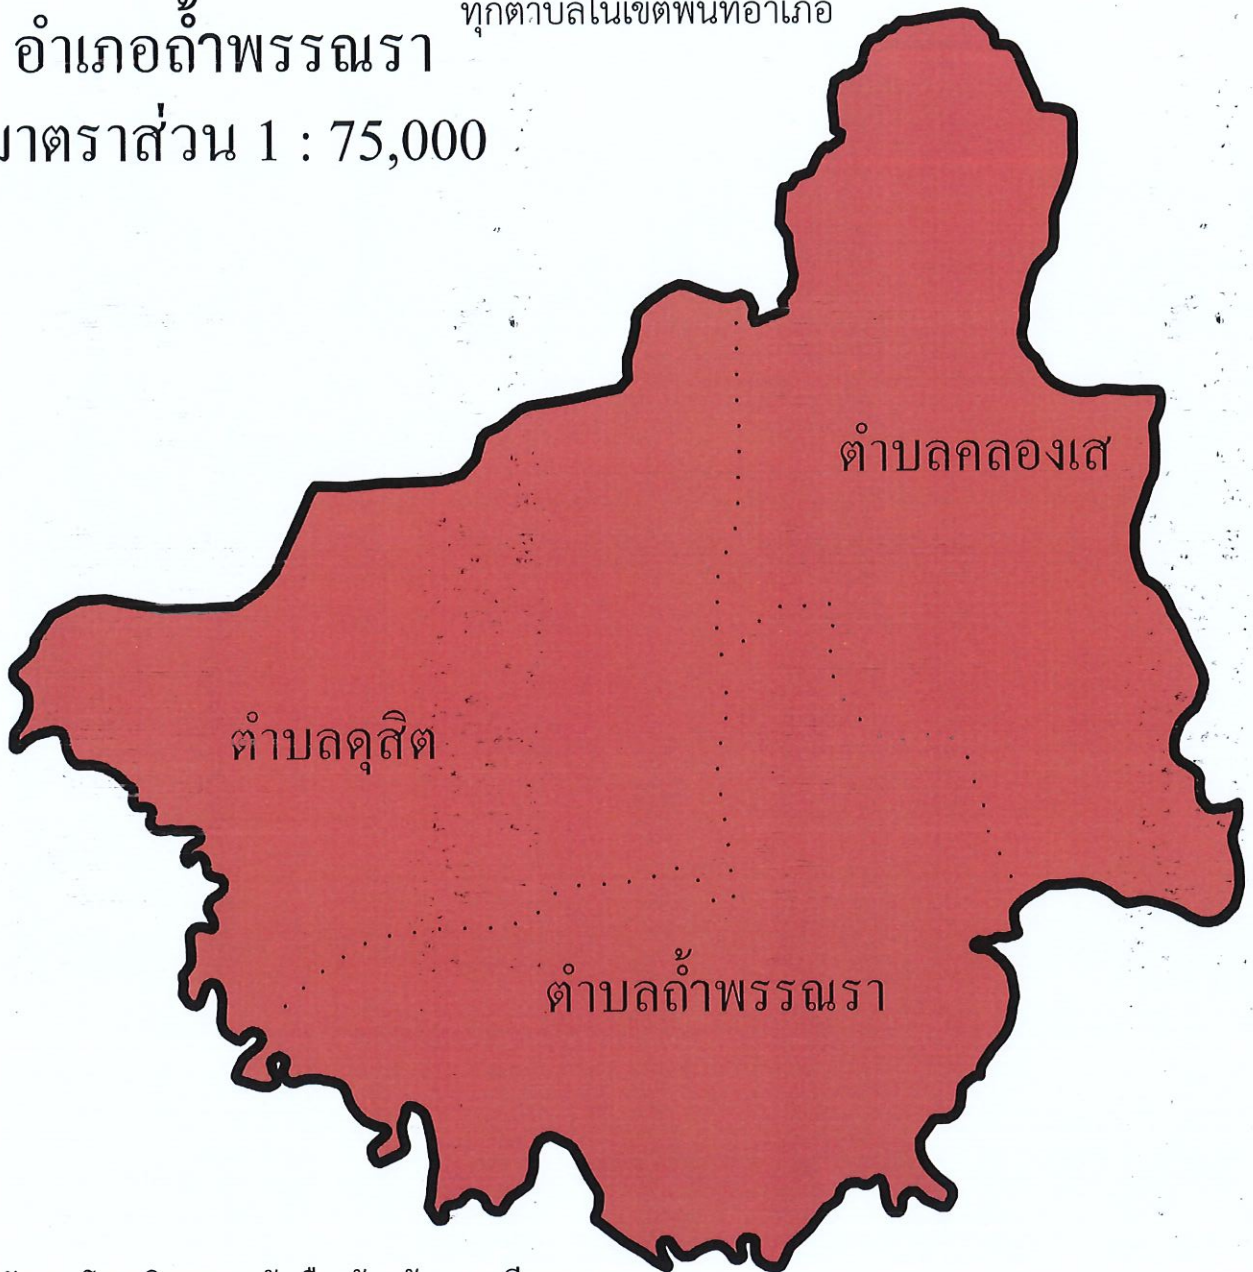 ทุกตำบลในเขตพื้นที่อำเภอ
อำเภอถ้ำพรรณรา
มาตราส่วน 1 : 75,000
ตำบลคลองเส
ตำบลดุสิต
ตำบลถ้ำพรรณรา